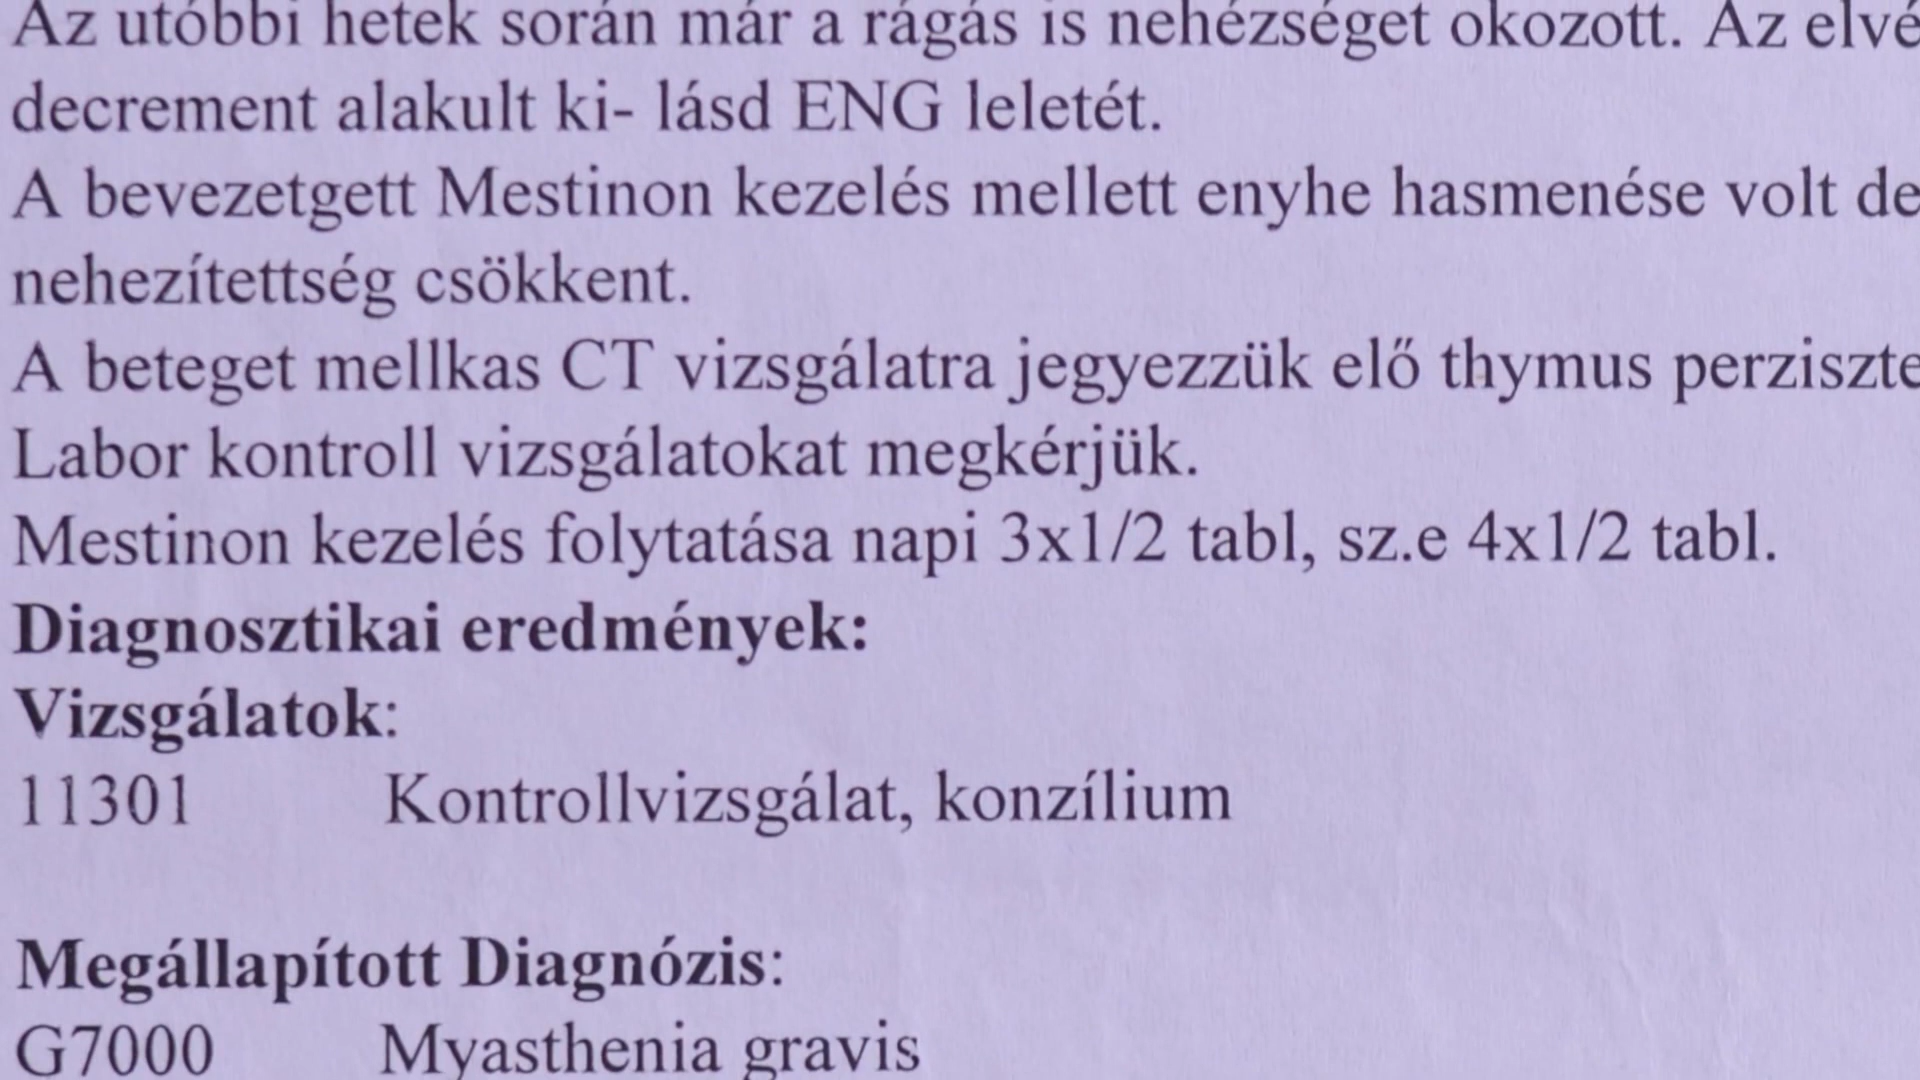 Az utóbbi hetek során már a rágás is nehézséget okozott. Az elvé
decrement alakult ki- lásd ENG leletét.
A bevezetgett Mestinon kezelés mellett enyhe hasmenése volt de
nehezítettség csökkent.
A beteget mellkas CT vizsgálatra jegyezzük elő thymus perziszte
Labor kontroll vizsgálatokat megkérjük.
Mestinon kezelés folytatása napi 3x1/2 tabl, sz.e 4x1/2 tabl.
Diagnosztikai eredmények:
Vizsgálatok:
11301 Kontrollvizsgálat, konzílium
Megállapított Diagnózis:
G7000 Myasthenia gravis